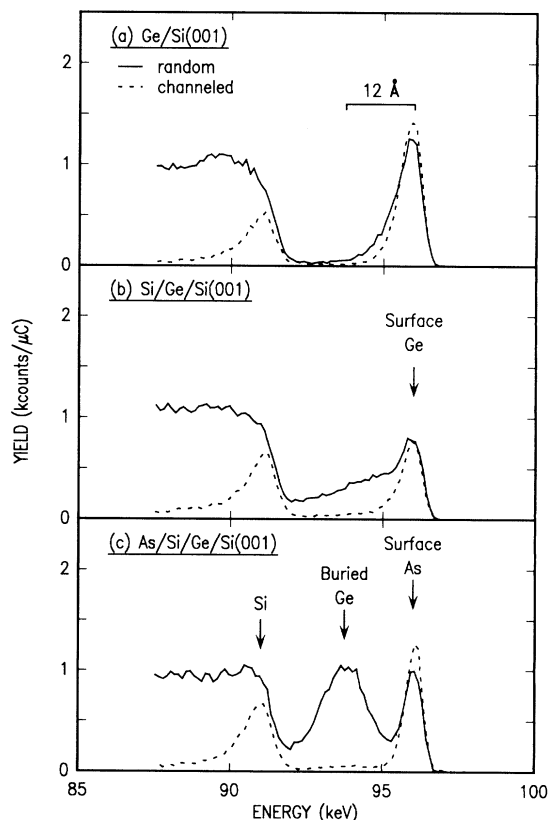 (a) Ge/Si(001)
random
channeled
12 Å
2
1
0
(b) Si/Ge/Si(001)
Surface
Ge
2
1
0
YIELD (kcounts/μC)
(c) As/Si/Ge/Si(001)
Surface
As
Buried
Ge
Si
2
1
0
85 90 95 100
ENERGY (keV)